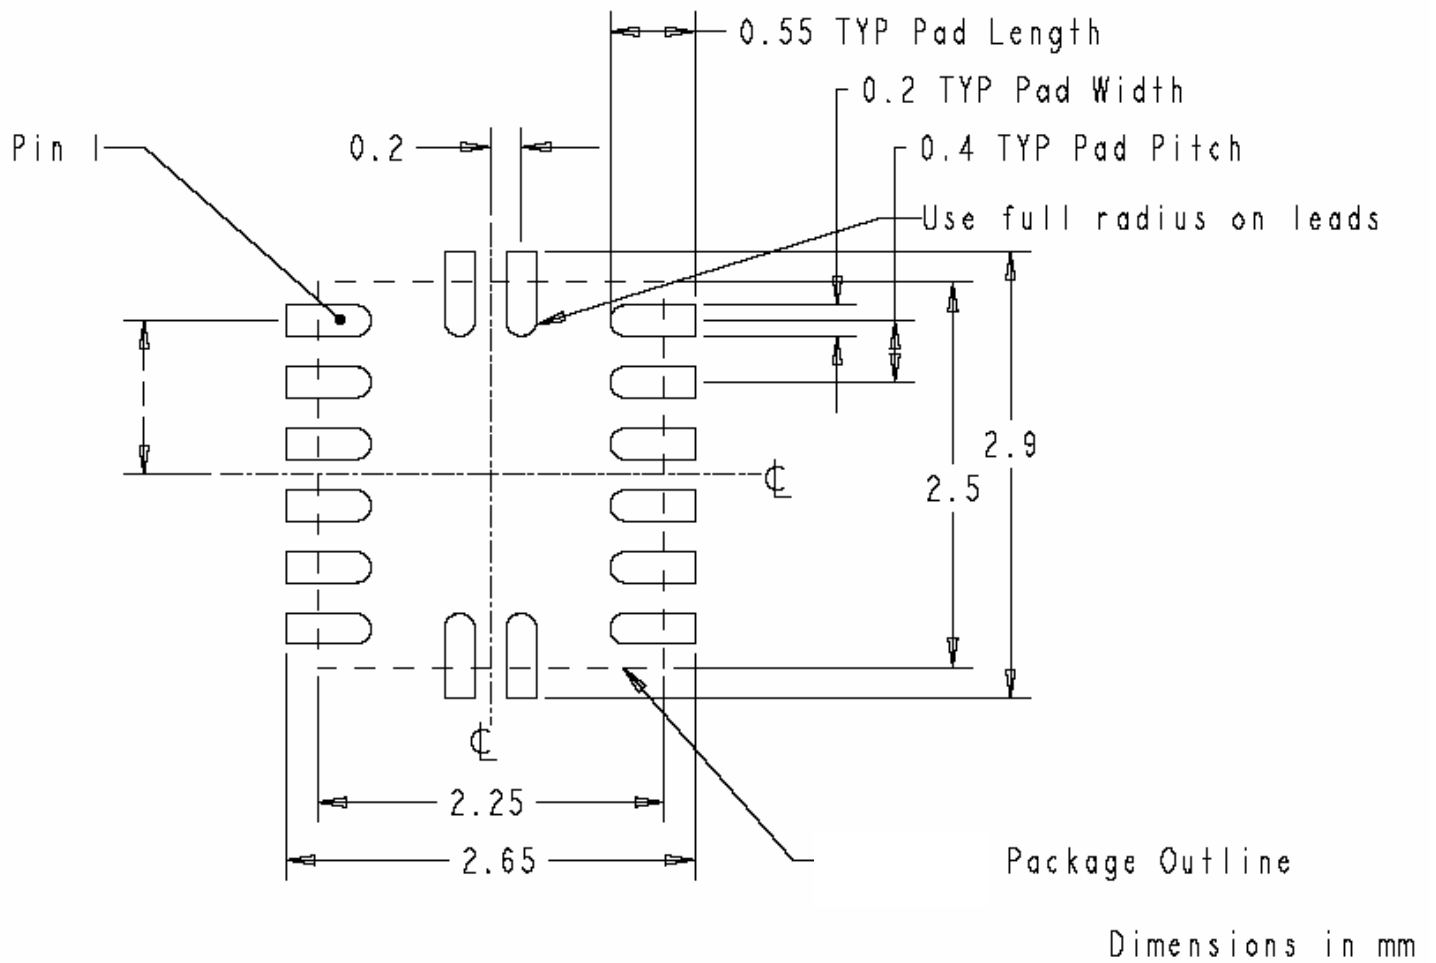 0.55 TYP Pad Length
0.2 TYP Pad Width
Pin 1
0.2
0.4 TYP Pad Pitch
Use full radius on leads
2.9
℄
2.5
℄
2.25
2.65
Package Outline
Dimensions in mm